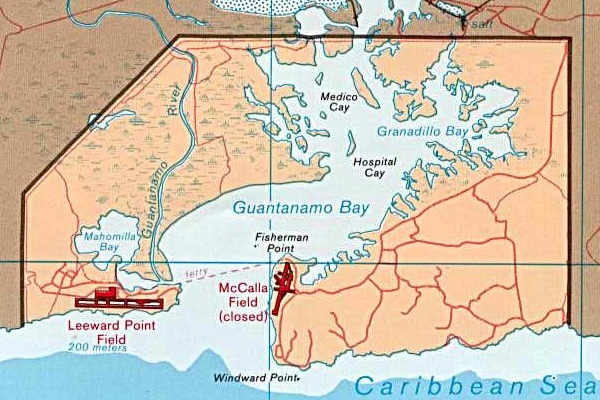 salt
Medico
Cay
River
Granadillo Bay
Hospital
Cay
Guantanamo
Guantanamo Bay
Mahomilla
Bay
Fisherman
Point
ferry
McCalla
Field
(closed)
Leeward Point
Field
200 meters
Windward Point
Caribbean Sea